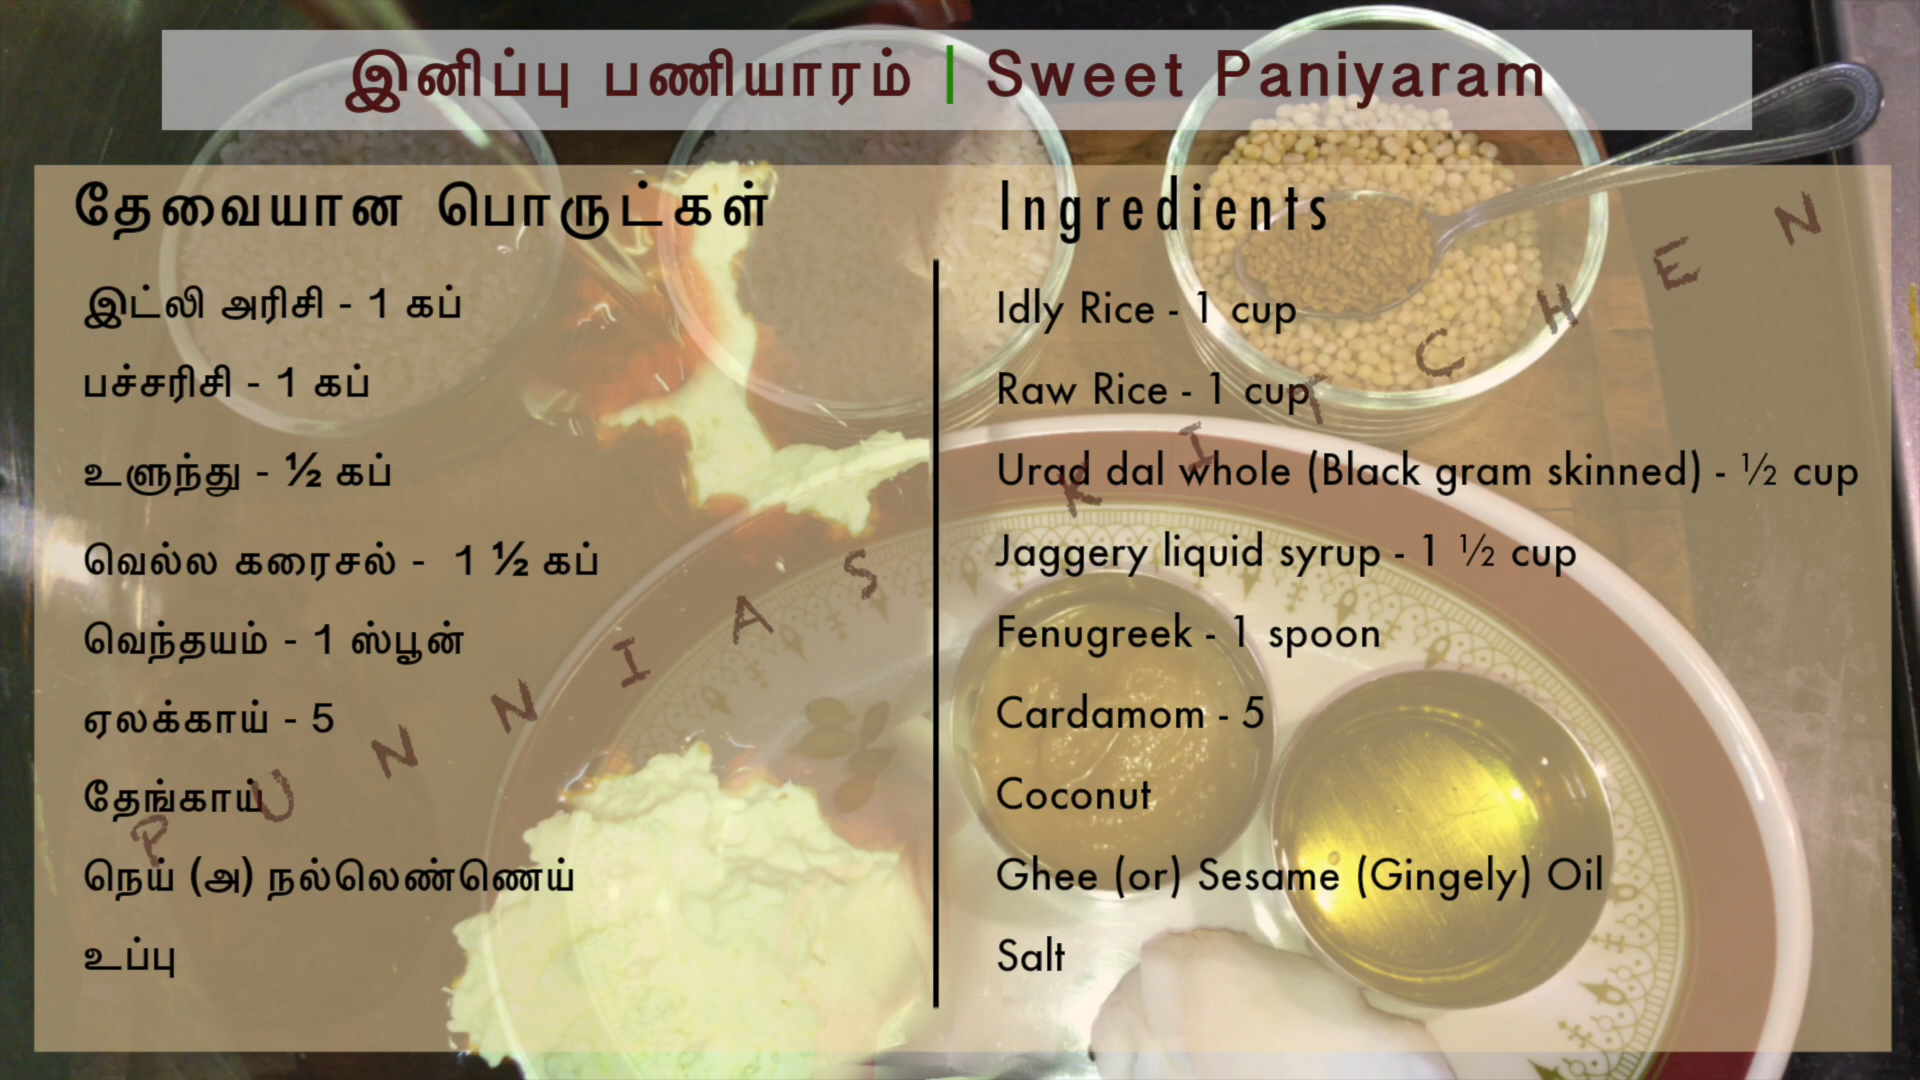 இனிப்பு பணியாரம் | Sweet Paniyaram
தேவையான பொருட்கள்
இட்லி அரிசி - 1 கப்
பச்சரிசி - 1 கப்
உளுந்து - ½ கப்
வெல்ல கரைசல் - 1 ½ கப்
வெந்தயம் - 1 ஸ்பூன்
ஏலக்காய் - 5
தேங்காய்
நெய் (அ) நல்லெண்ணெய்
உப்பு
Ingredients
Idly Rice - 1 cup
Raw Rice - 1 cup
Urad dal whole (Black gram skinned) - ½ cup
Jaggery liquid syrup - 1 ½ cup
Fenugreek - 1 spoon
Cardamom - 5
Coconut
Ghee (or) Sesame (Gingely) Oil
Salt
PUNNIAS KITCHEN